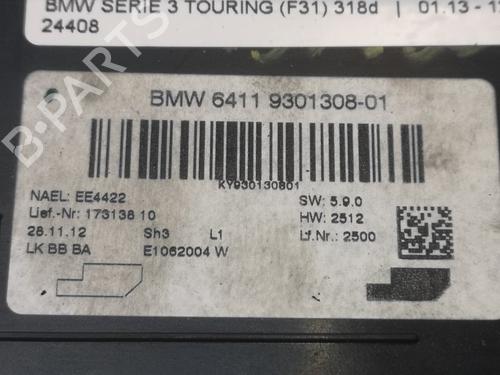 BMW SERIE 3 TOURING (F31) 318d | 01.13 - 1
24408
BMW 6411 9301308-01
KY930130801
NAEL: EE4422
SW: 5.9.0
Lief.-Nr: 173138 10
HW: 2512
28.11.12 Sh3 L1
Lf.Nr.: 2500
LK BB BA E1062004 W
B-PARTS